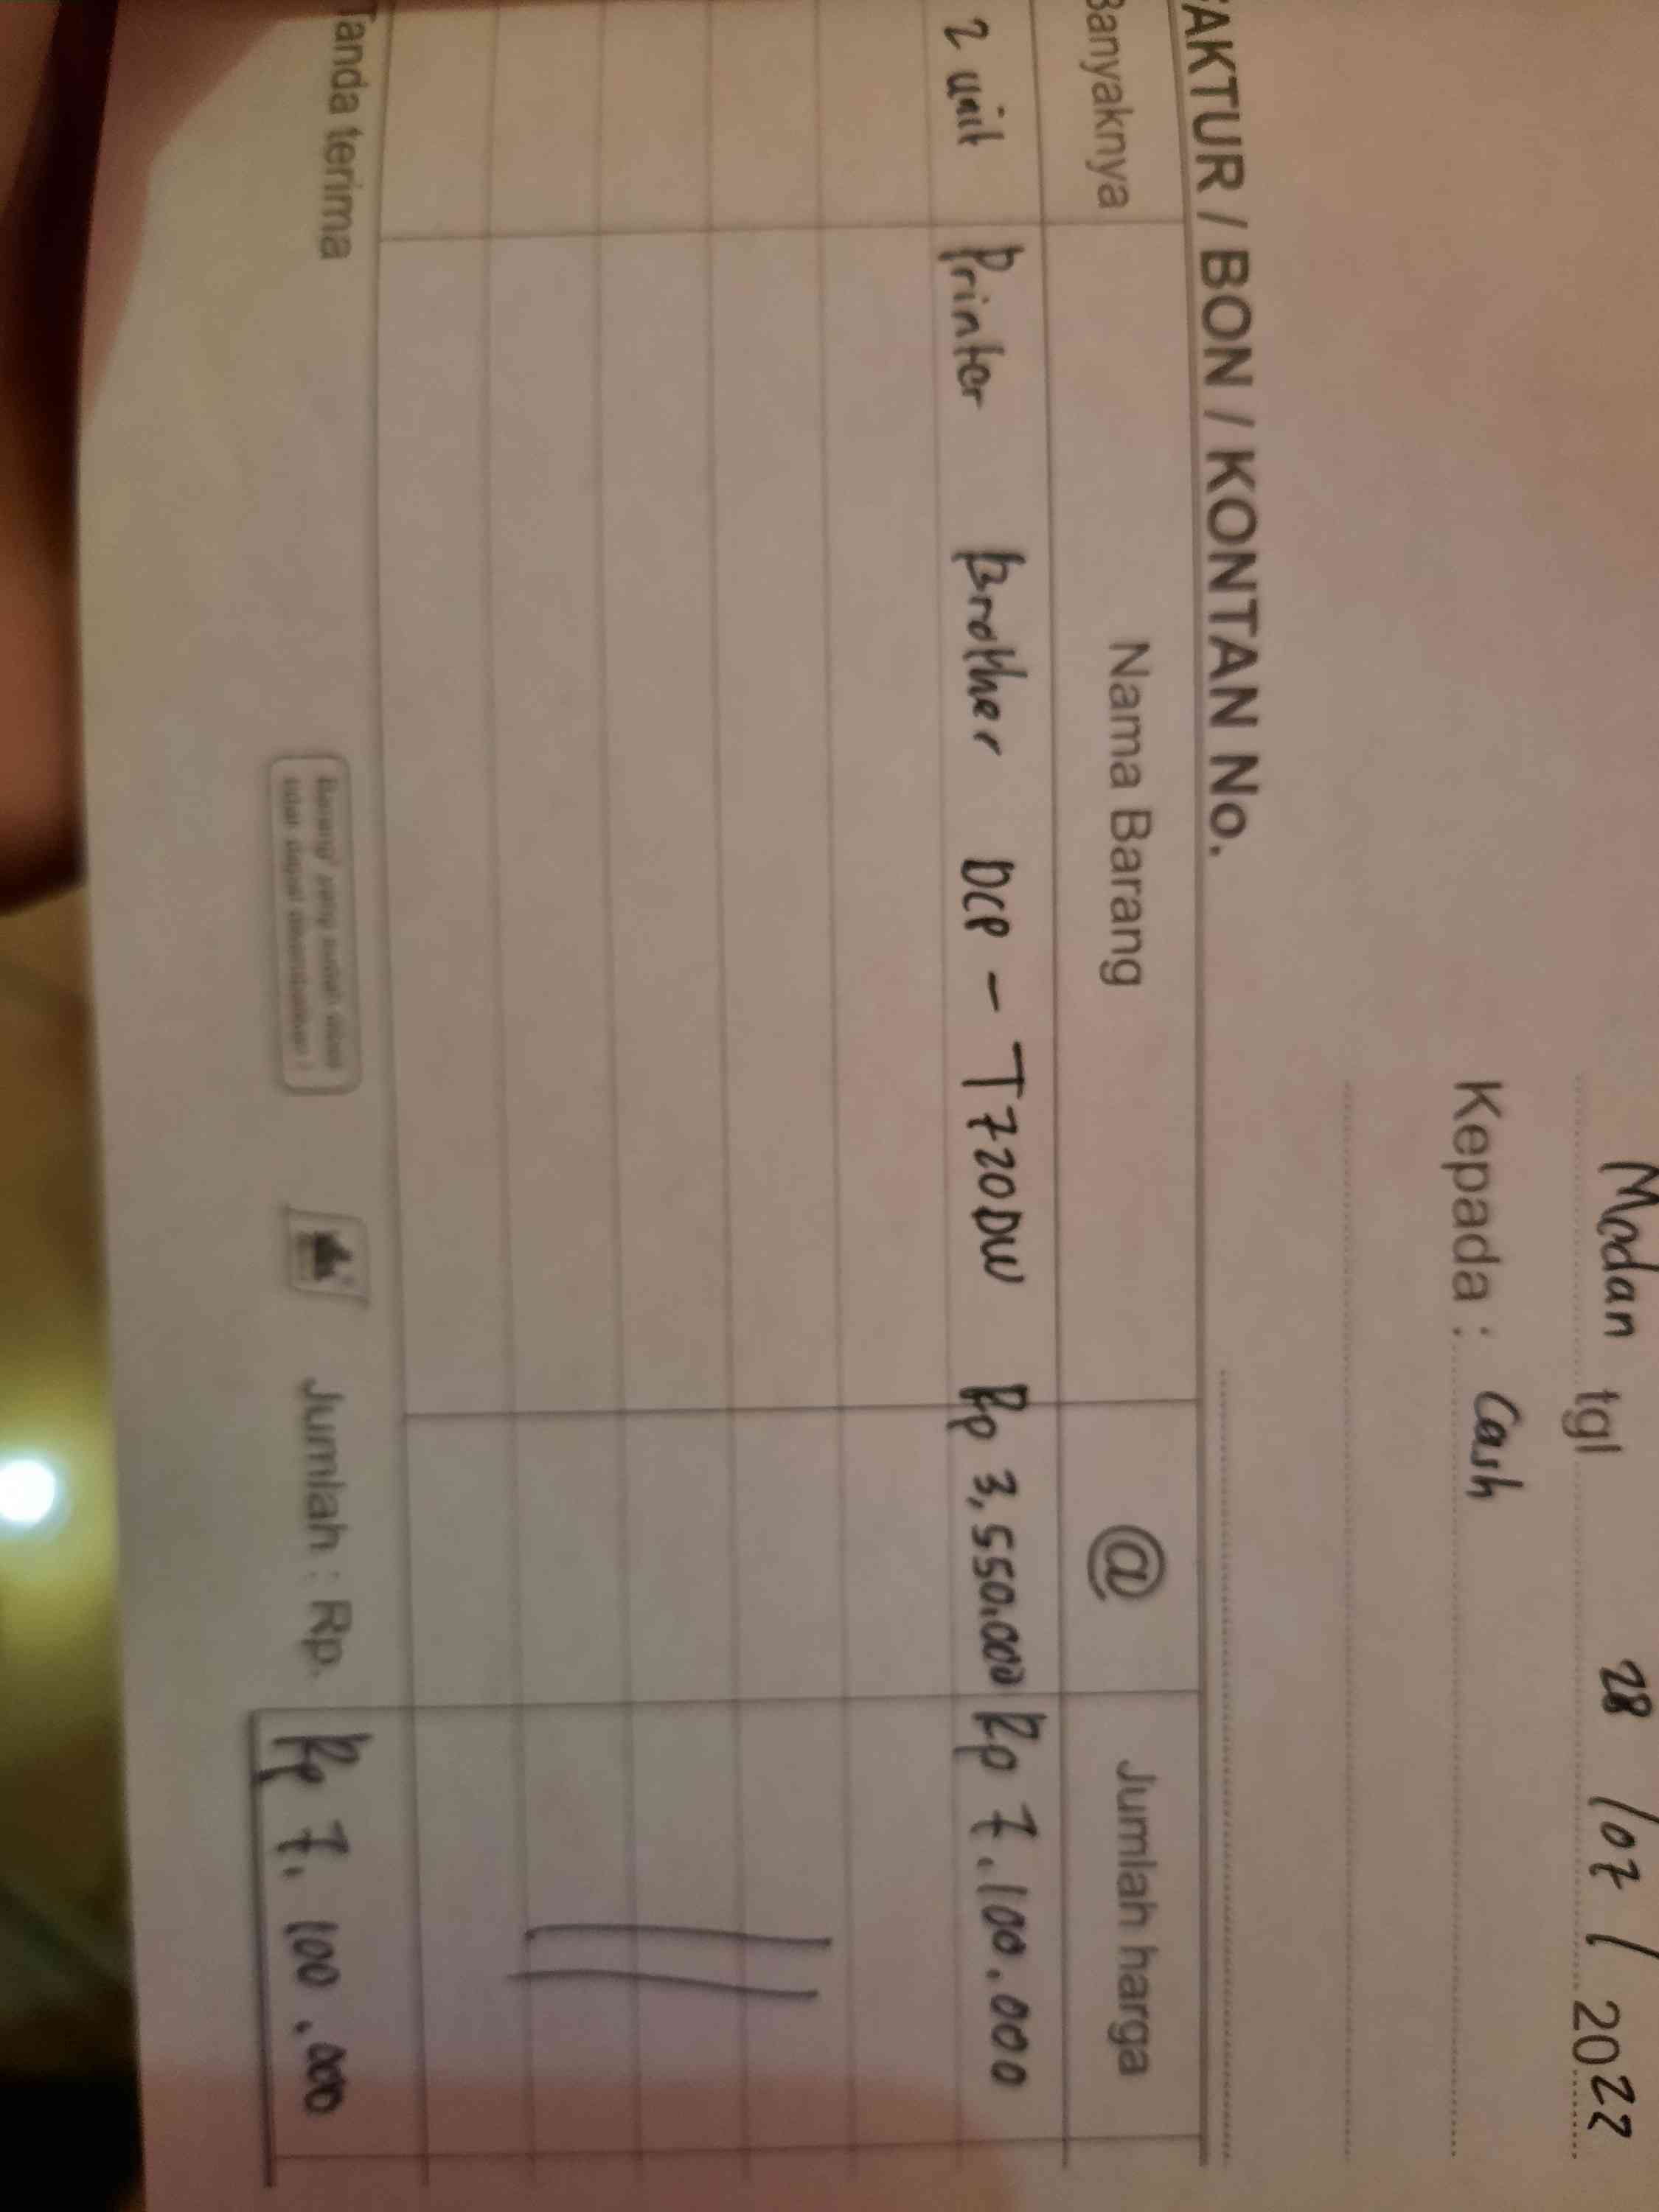 Medan tgl 28 / 07 / 2022
Kepada : Cash
FAKTUR / BON / KONTAN No.
Banyaknya Nama Barang @ Jumlah harga
2 unit Printer Brother DCP - T720DW Rp 3,550.000 Rp 7.100.000
Tanda terima Jumlah : Rp. Rp 7.100.000